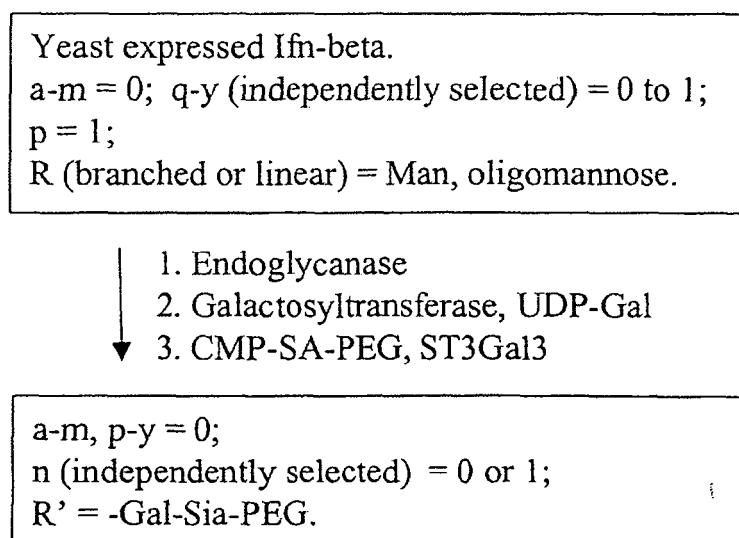 Yeast expressed Ifn-beta.
a-m = 0; q-y (independently selected) = 0 to 1;
p = 1;
R (branched or linear) = Man, oligomannose.
1. Endoglycanase
2. Galactosyltransferase, UDP-Gal
3. CMP-SA-PEG, ST3Gal3
a-m, p-y = 0;
n (independently selected) = 0 or 1;
R' = -Gal-Sia-PEG.